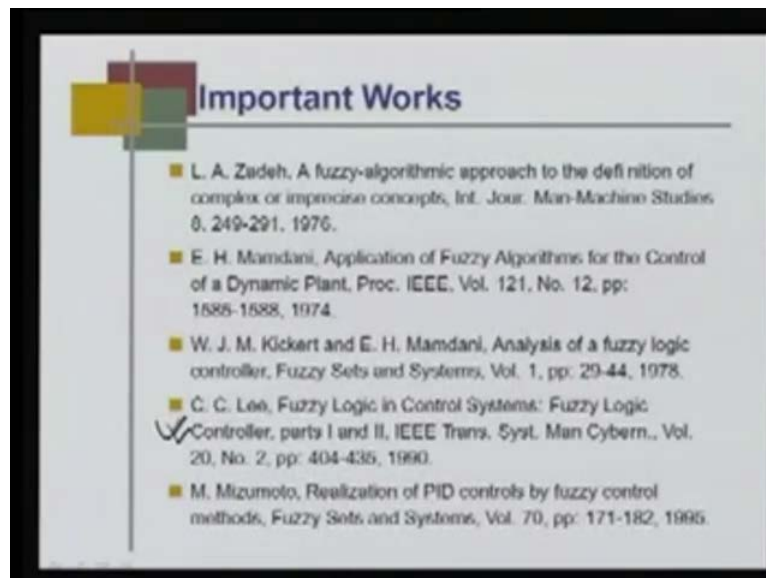 Important Works
L. A. Zadeh, A fuzzy-algorithmic approach to the defi nition of
complex or imprecise concepts, Int. Jour. Man-Machine Studies
8, 249-291, 1976.
E. H. Mamdani, Application of Fuzzy Algorithms for the Control
of a Dynamic Plant, Proc. IEEE, Vol. 121, No. 12, pp:
1585-1588, 1974.
W. J. M. Kickert and E. H. Mamdani, Analysis of a fuzzy logic
controller, Fuzzy Sets and Systems, Vol. 1, pp: 29-44, 1978.
C. C. Lee, Fuzzy Logic in Control Systems: Fuzzy Logic
Controller, parts I and II, IEEE Trans. Syst. Man Cybern., Vol.
20, No. 2, pp: 404-435, 1990.
M. Mizumoto, Realization of PID controls by fuzzy control
methods, Fuzzy Sets and Systems, Vol. 70, pp: 171-182, 1995.